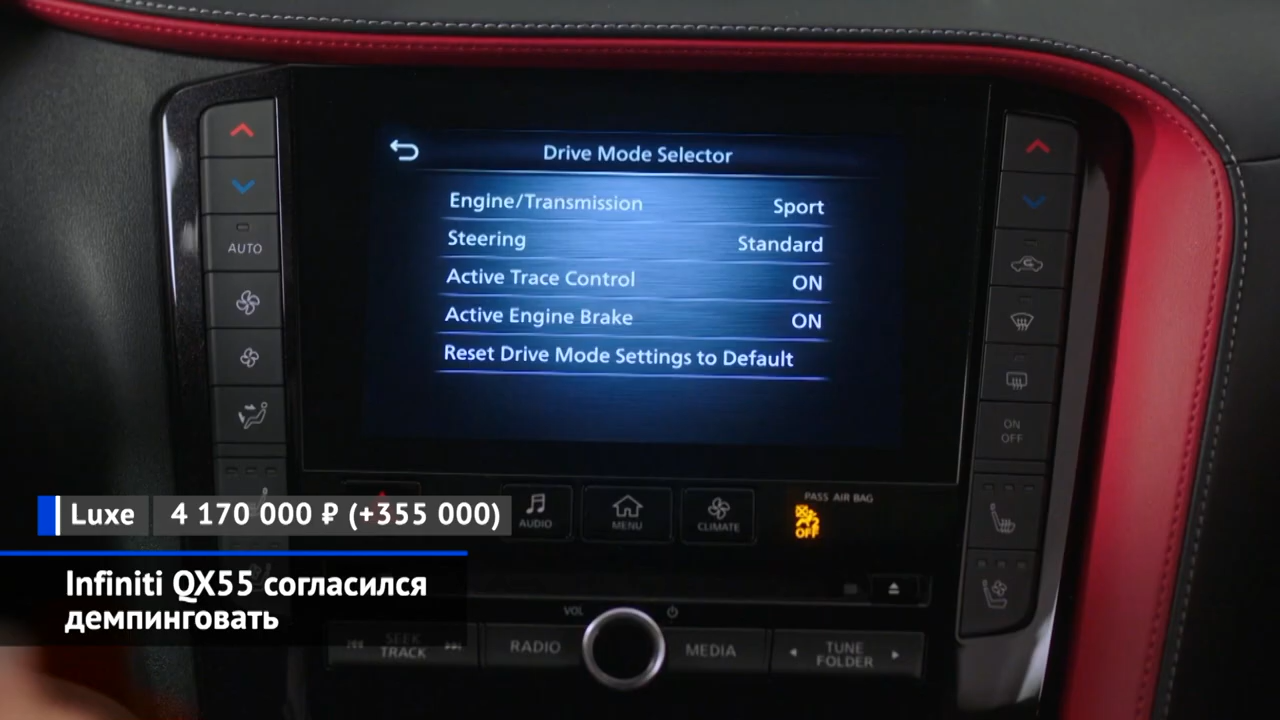 Drive Mode Selector
Engine/Transmission Sport
Steering Standard
Active Trace Control ON
Active Engine Brake ON
Reset Drive Mode Settings to Default
AUTO
ON
OFF
PASS AIR BAG
OFF
AUDIO
MENU
CLIMATE
Luxe 4 170 000 ₽ (+355 000)
Infiniti QX55 согласился
демпинговать
VOL
SEEK
TRACK
RADIO
MEDIA
TUNE
FOLDER